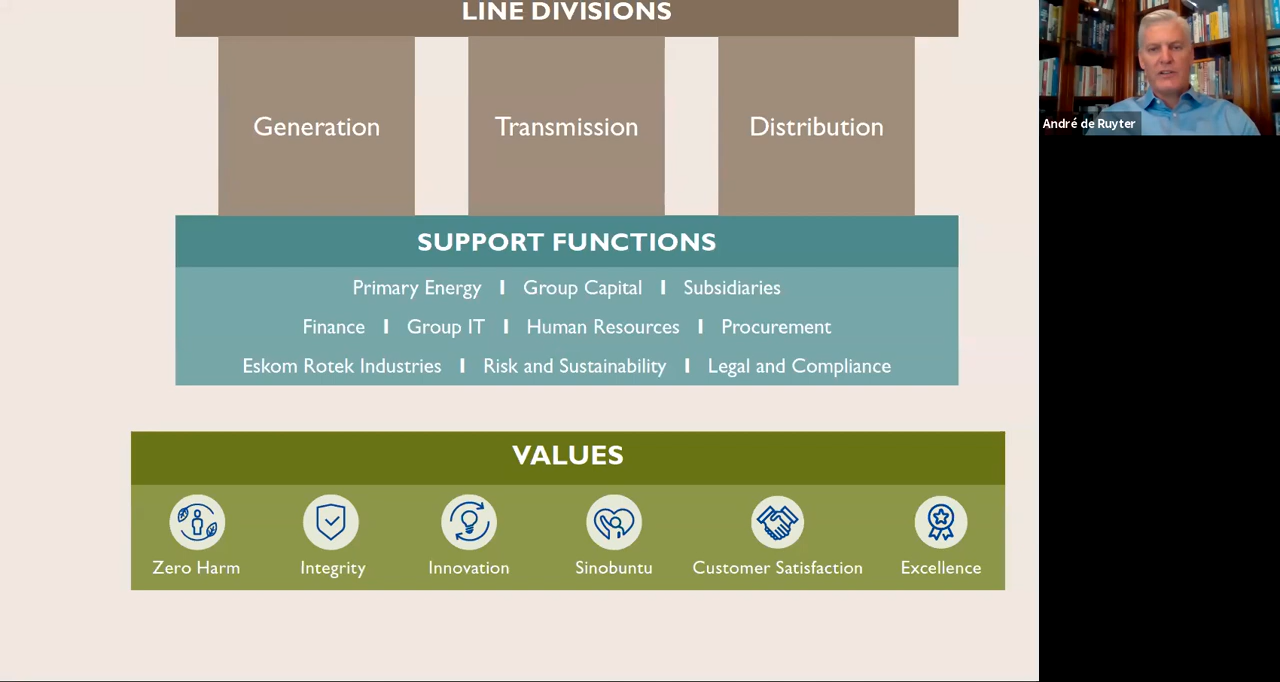 LINE DIVISIONS
Generation
Transmission
Distribution
SUPPORT FUNCTIONS
Primary Energy I Group Capital I Subsidiaries
Finance I Group IT I Human Resources I Procurement
Eskom Rotek Industries I Risk and Sustainability I Legal and Compliance
VALUES
Zero Harm
Integrity
Innovation
Sinobuntu
Customer Satisfaction
Excellence
André de Ruyter